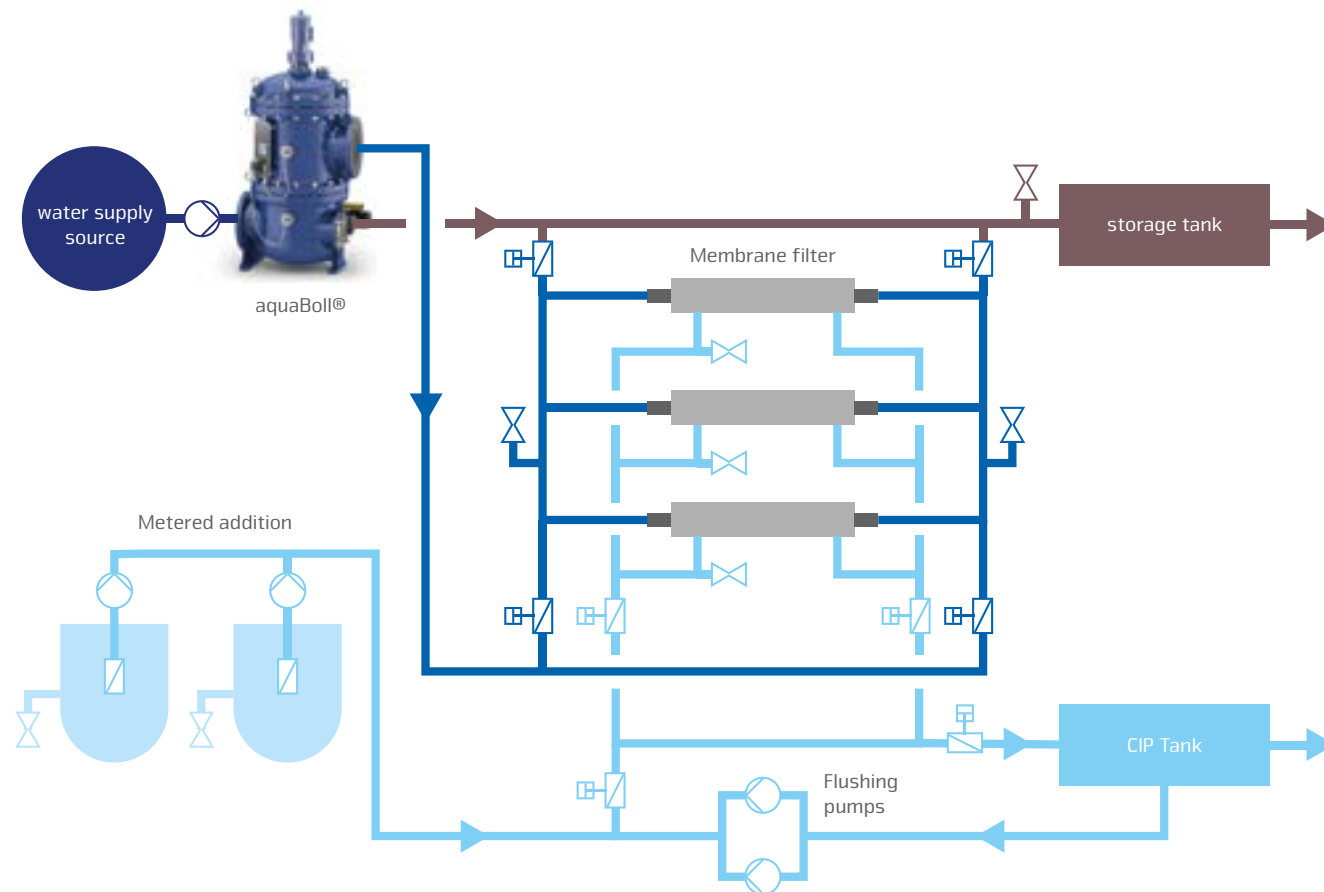 water supply
source
aquaBoll®
Membrane filter
storage tank
Metered addition
CIP Tank
Flushing
pumps